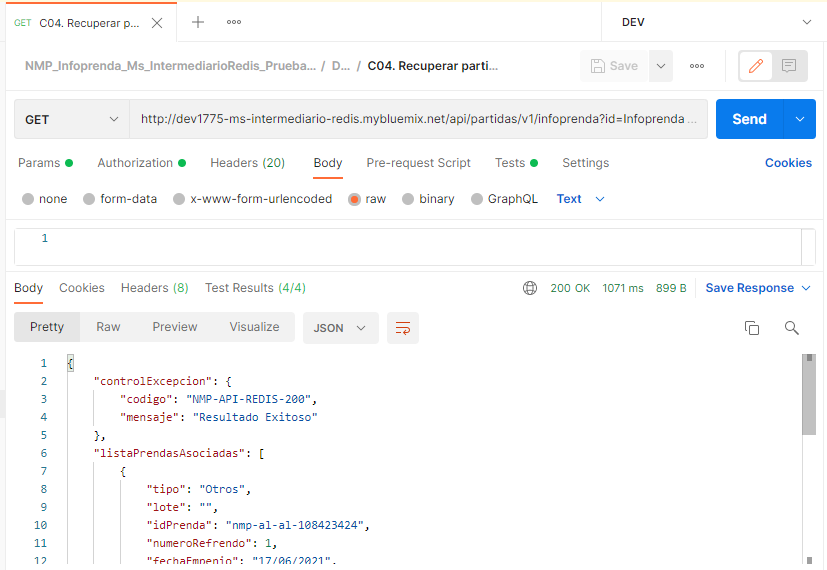 GET C04. Recuperar p...
DEV
NMP_Infoprenda_Ms_IntermediarioRedis_Prueba... / D... / C04. Recuperar parti...
Save
GET
http://dev1775-ms-intermediario-redis.mybluemix.net/api/partidas/v1/infoprenda?id=Infoprenda ...
Send
Params Authorization Headers (20) Body Pre-request Script Tests Settings Cookies
none form-data x-www-form-urlencoded raw binary GraphQL Text
1
Body Cookies Headers (8) Test Results (4/4) 200 OK 1071 ms 899 B Save Response
Pretty Raw Preview Visualize JSON
1 {
2 "controlExcepcion": {
3 "codigo": "NMP-API-REDIS-200",
4 "mensaje": "Resultado Exitoso"
5 },
6 "listaPrendasAsociadas": [
7 {
8 "tipo": "Otros",
9 "lote": "",
10 "idPrenda": "nmp-al-al-108423424",
11 "numeroRefrendo": 1,
12 "fechaEmpenio": "17/06/2021",